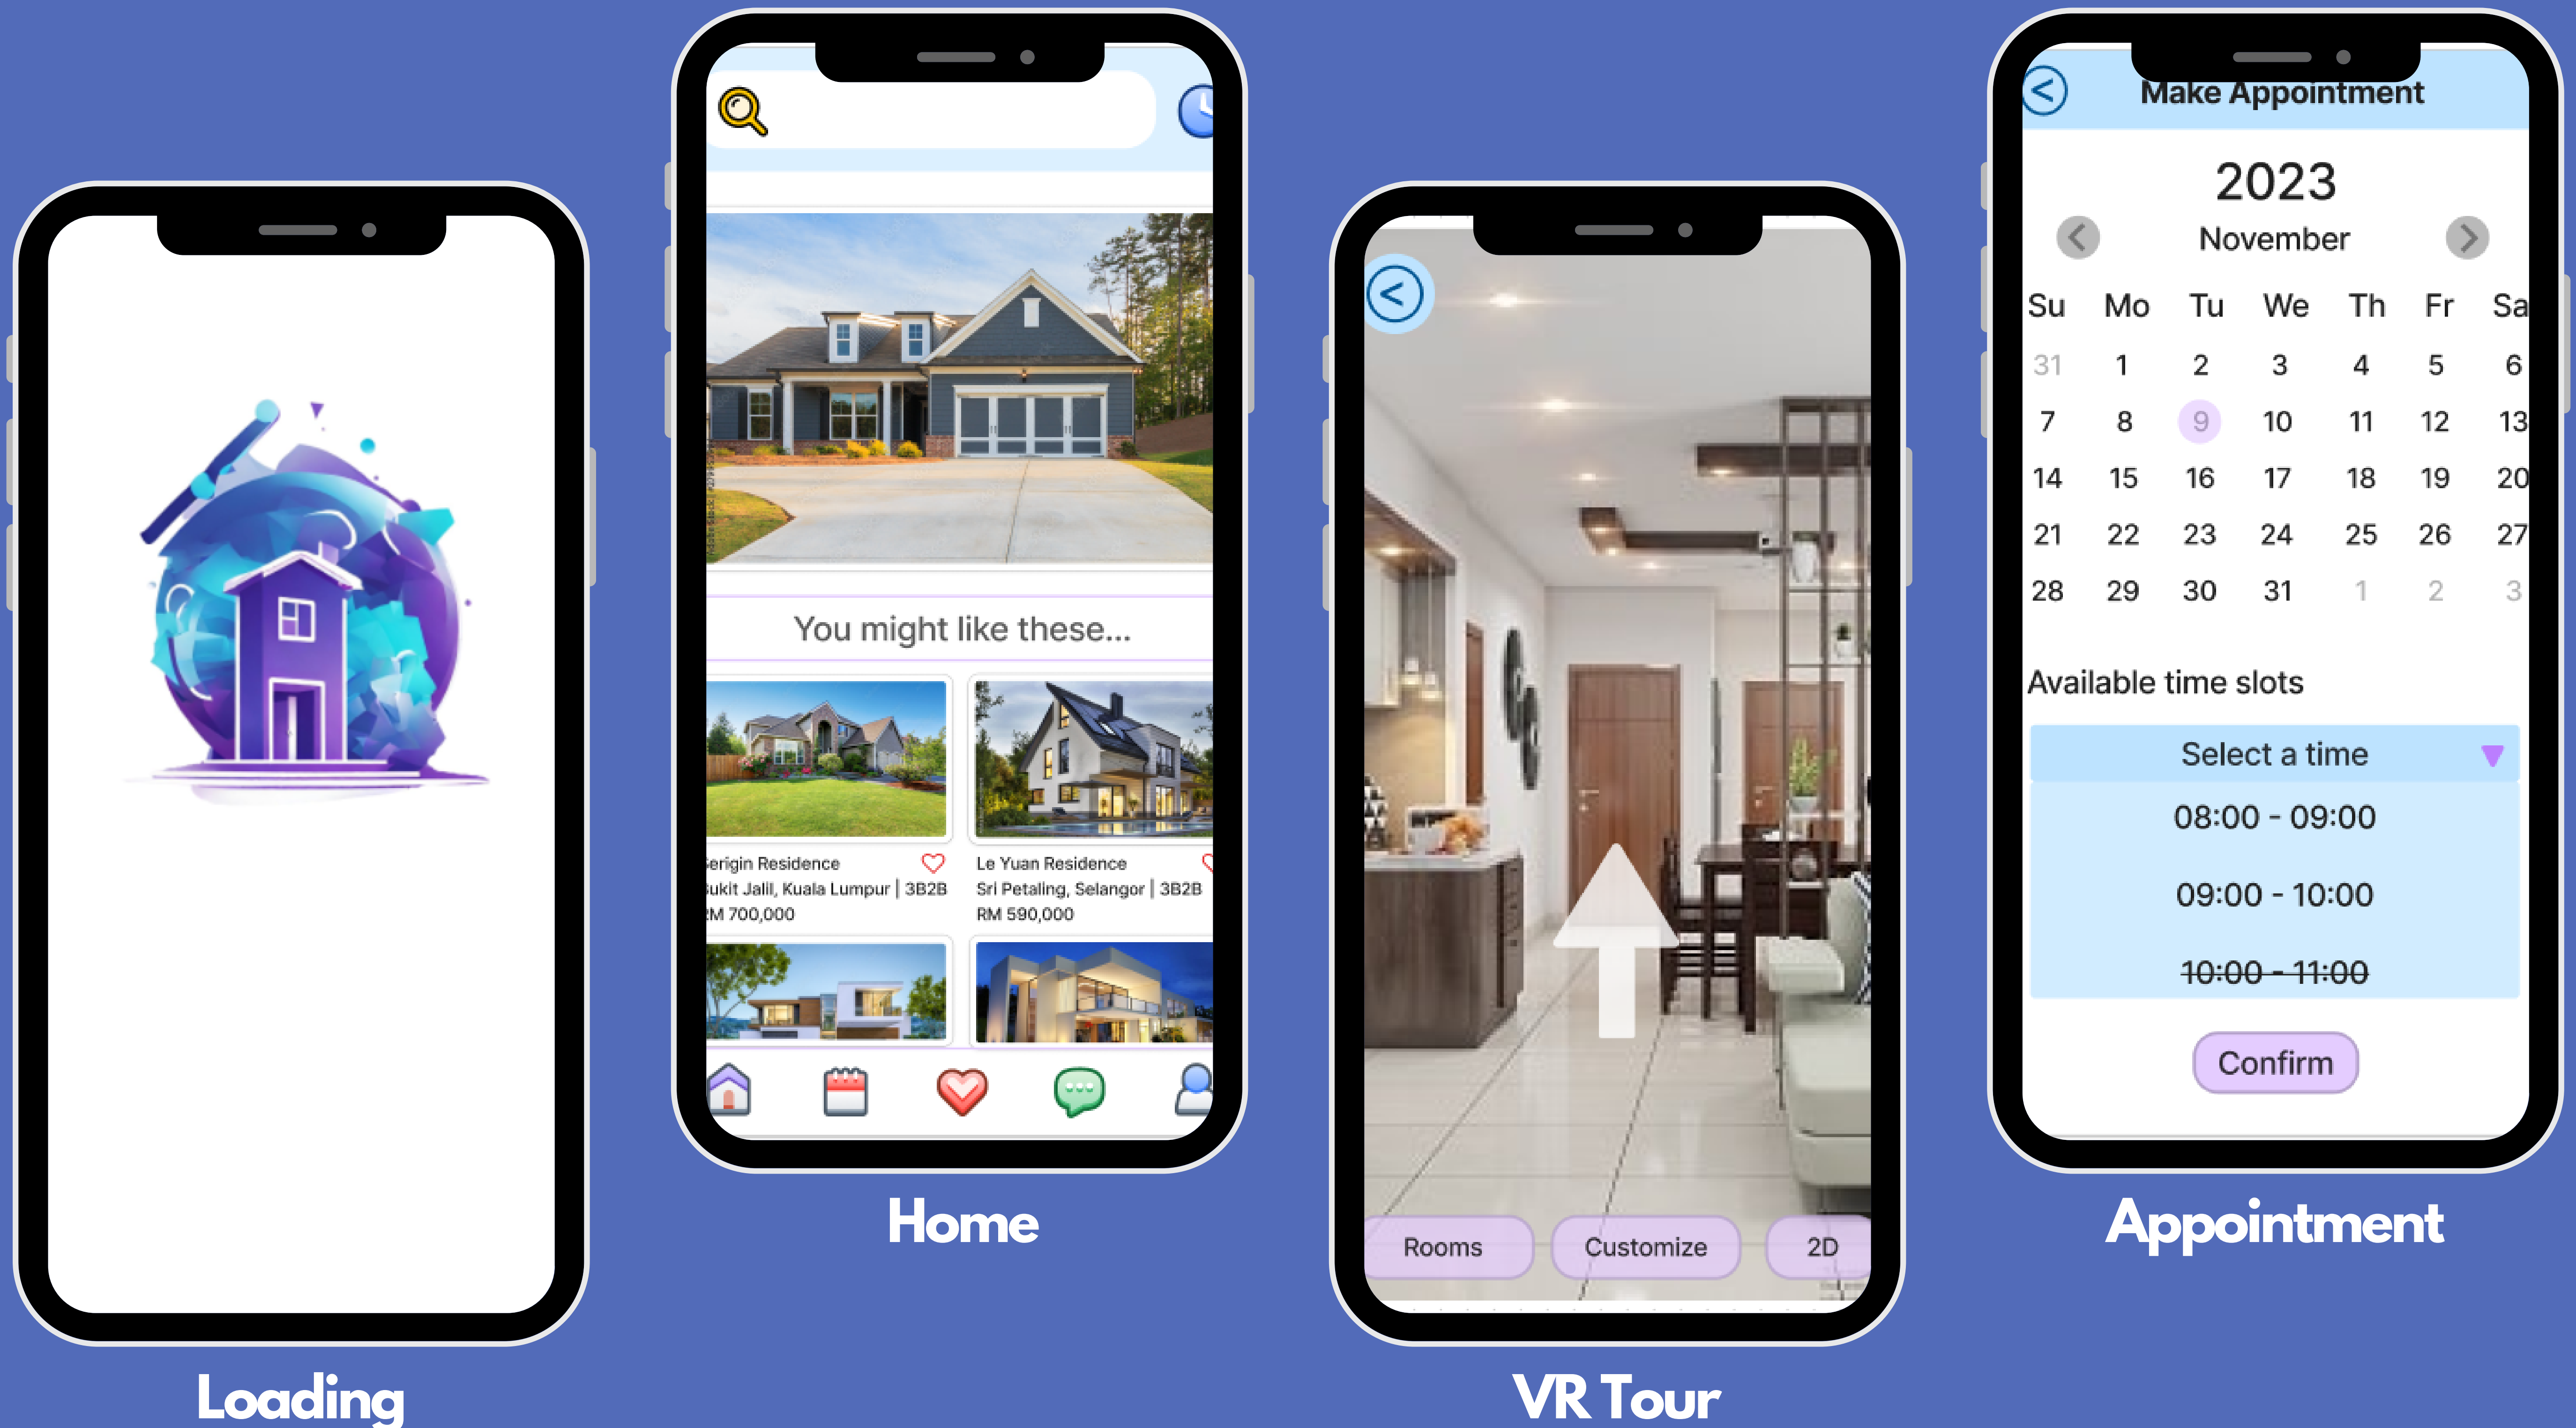 Loading
You might like these...
erigin Residence
ukit Jalil, Kuala Lumpur | 3B2B
RM 700,000
Le Yuan Residence
Sri Petaling, Selangor | 3B2B
RM 590,000
Home
<
Rooms
Customize
2D
VR Tour
<
Make Appointment
2023
<
November
>
Su Mo Tu We Th Fr Sa
31 1 2 3 4 5 6
7 8 9 10 11 12 13
14 15 16 17 18 19 20
21 22 23 24 25 26 27
28 29 30 31 1 2 3
Available time slots
Select a time
08:00 - 09:00
09:00 - 10:00
10:00 - 11:00
Confirm
Appointment